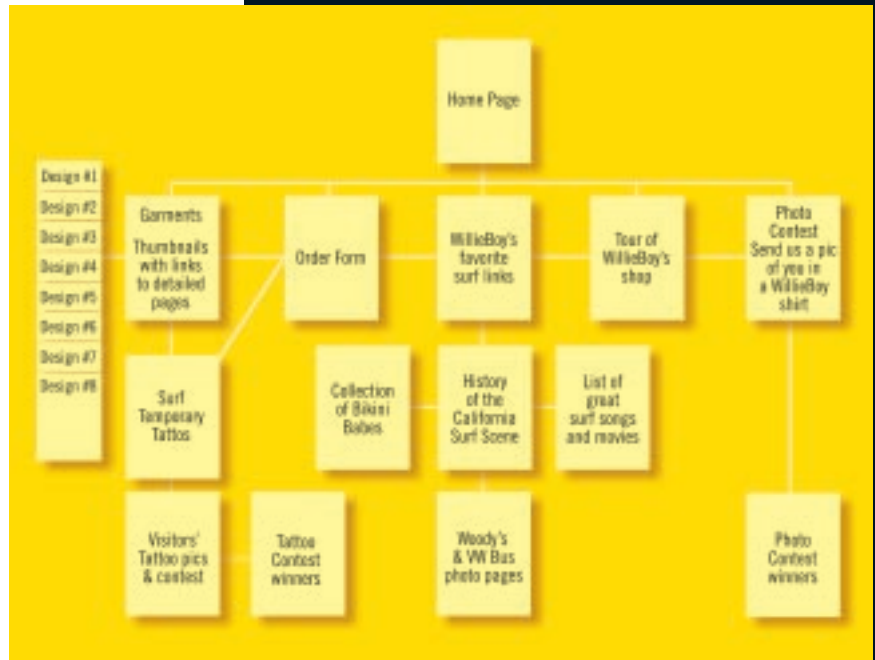 Home Page
Design #1
Design #2
Design #3
Design #4
Design #5
Design #6
Design #7
Design #8
Garments
Thumbnails
with links
to detailed
pages
Order Form
WillieBoy's
favorite
surf links
Tour of
WillieBoy's
shop
Photo
Contest
Send us a pic
of you in
a WillieBoy
shirt
Surf
Temporary
Tattos
Collection
of Bikini
Babes
History
of the
California
Surf Scene
List of
great
surf songs
and movies
Visitors'
Tattoo pics
& contest
Tattoo
Contest
winners
Woody's
& VW Bus
photo pages
Photo
Contest
winners